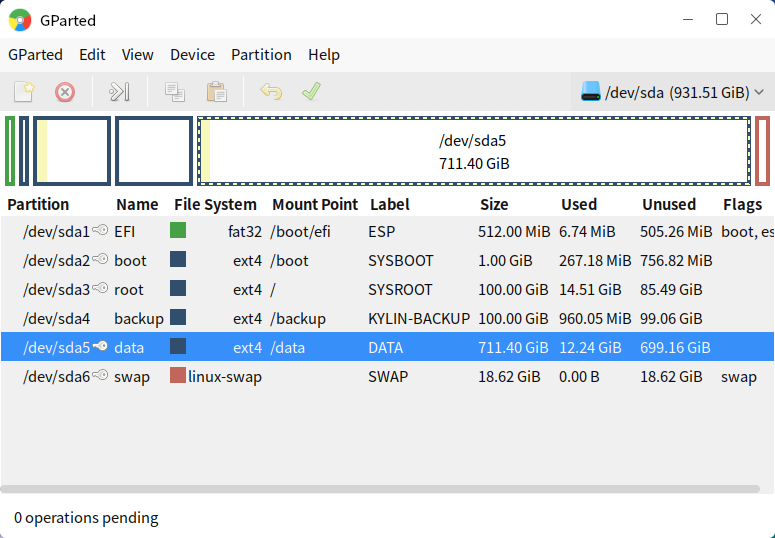 GParted
GParted Edit View Device Partition Help
/dev/sda (931.51 GiB)
/dev/sda5
711.40 GiB
Partition Name File System Mount Point Label Size Used Unused Flags
/dev/sda1 EFI fat32 /boot/efi ESP 512.00 MiB 6.74 MiB 505.26 MiB boot, es
/dev/sda2 boot ext4 /boot SYSBOOT 1.00 GiB 267.18 MiB 756.82 MiB
/dev/sda3 root ext4 / SYSROOT 100.00 GiB 14.51 GiB 85.49 GiB
/dev/sda4 backup ext4 /backup KYLIN-BACKUP 100.00 GiB 960.05 MiB 99.06 GiB
/dev/sda5 data ext4 /data DATA 711.40 GiB 12.24 GiB 699.16 GiB
/dev/sda6 swap linux-swap SWAP 18.62 GiB 0.00 B 18.62 GiB swap
0 operations pending